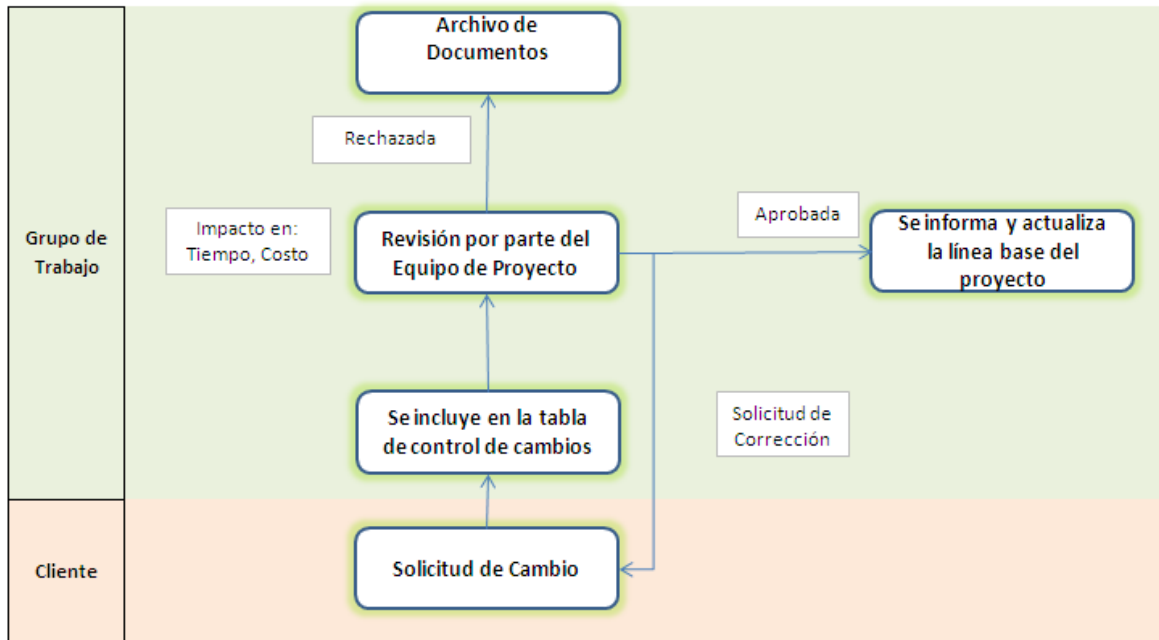 Archivo de
Documentos
Rechazada
Impacto en:
Tiempo, Costo
Revisión por parte del
Equipo de Proyecto
Aprobada
Se informa y actualiza
la línea base del
proyecto
Grupo de
Trabajo
Se incluye en la tabla
de control de cambios
Solicitud de
Corrección
Cliente
Solicitud de Cambio